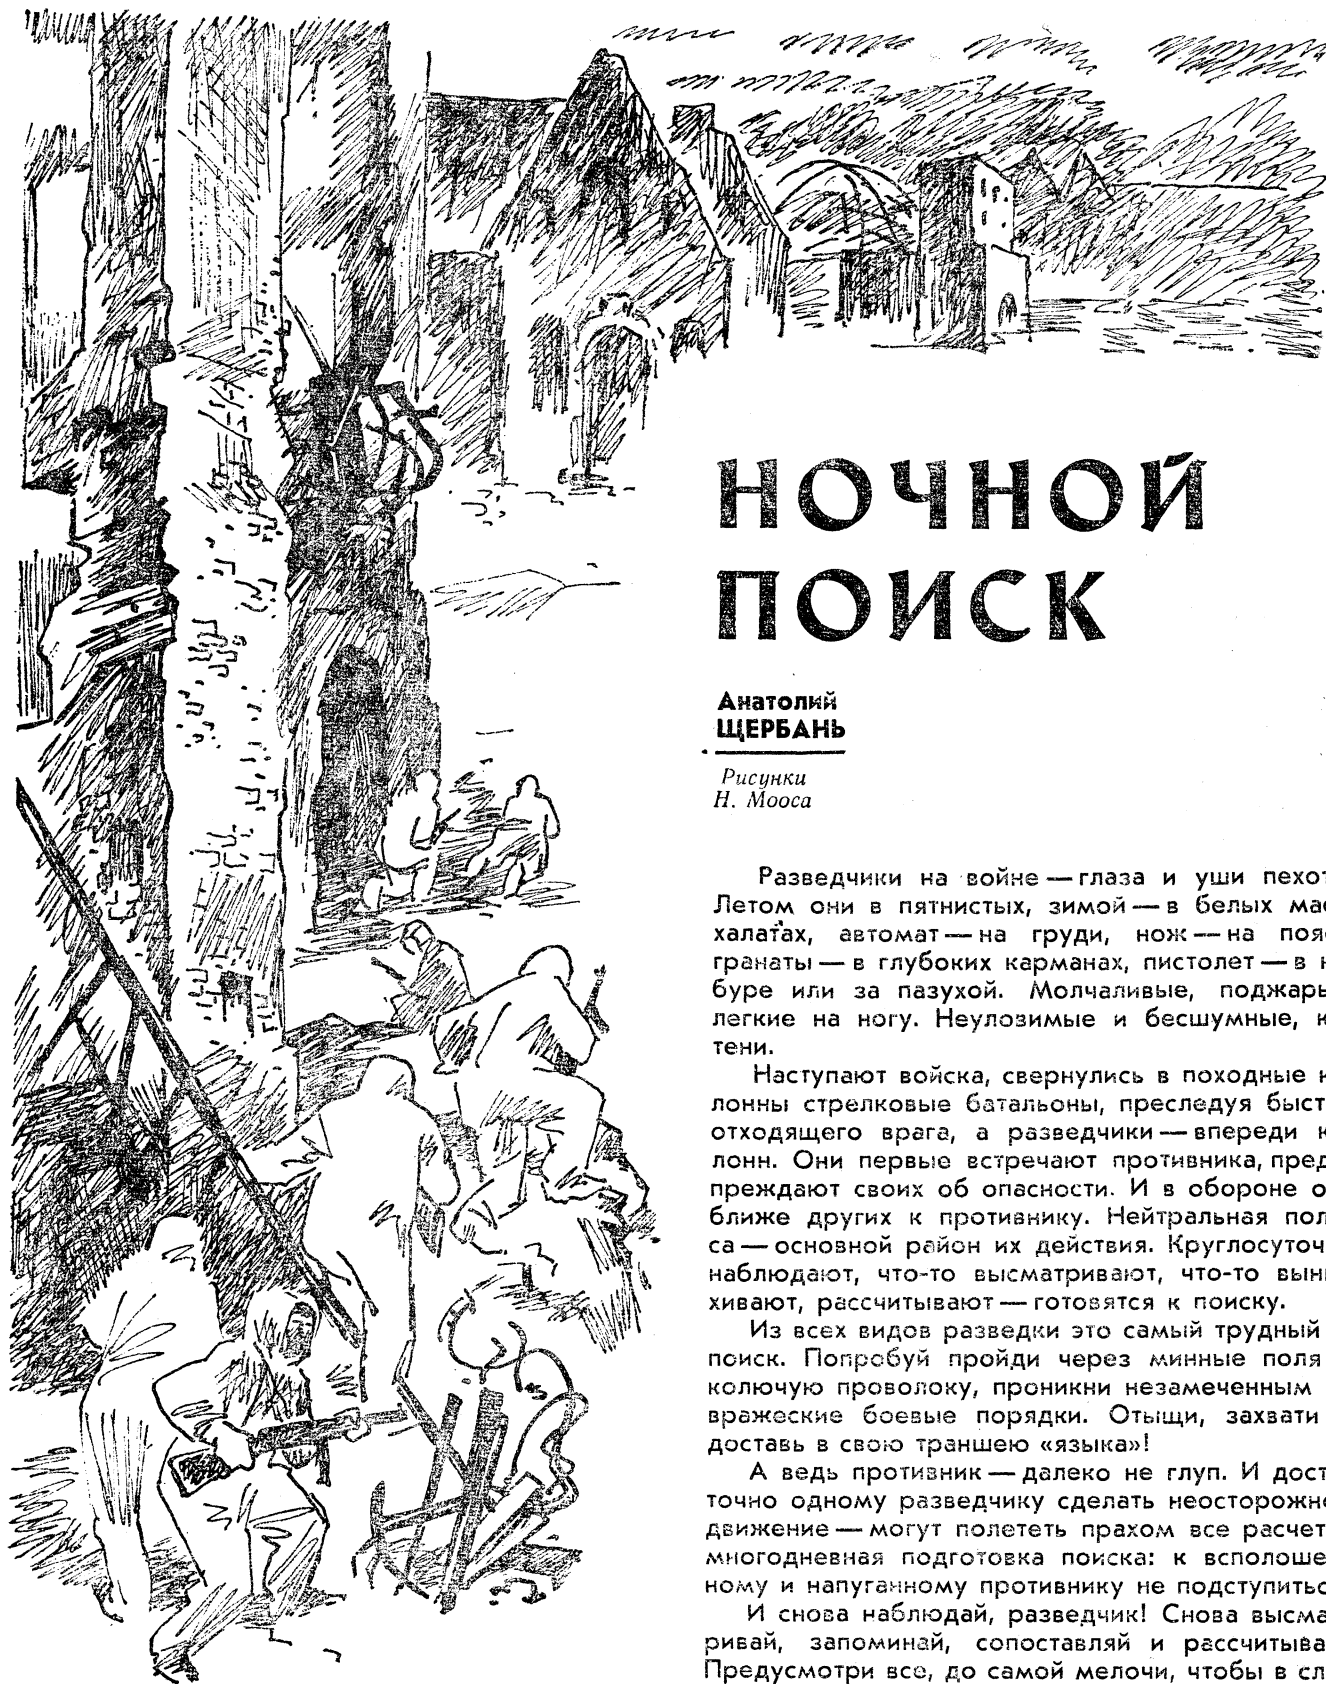 НОЧНОЙ
ПОИСК
Анатолий
ЩЕРБАНЬ
Рисунки
Н. Мооса
Разведчики на войне — глаза и уши пехот
Летом они в пятнистых, зимой — в белых мас
халатах, автомат — на груди, нож — на пояс
гранаты — в глубоких карманах, пистолет — в к
буре или за пазухой. Молчаливые, поджары
легкие на ногу. Неуловимые и бесшумные, к
тени.
Наступают войска, свернулись в походные к
лонны стрелковые батальоны, преследуя быст
отходящего врага, а разведчики — впереди к
лонн. Они первые встречают противника, пред
преждают своих об опасности. И в обороне о
ближе других к противнику. Нейтральная пол
са — основной район их действия. Круглосуточ
наблюдают, что-то высматривают, что-то выни
хивают, рассчитывают — готовятся к поиску.
Из всех видов разведки это самый трудный
поиск. Попробуй пройди через минные поля
колючую проволоку, проникни незамеченным
вражеские боевые порядки. Отыщи, захвати
доставь в свою траншею «языка»!
А ведь противник — далеко не глуп. И дост
точно одному разведчику сделать неосторожн
движение — могут полететь прахом все расчет
многодневная подготовка поиска: к всполоше
ному и напуганному противнику не подступитьс
И снова наблюдай, разведчик! Снова высма
ривай, запоминай, сопоставляй и рассчитыва
Предусмотри все, до самой мелочи, чтобы в сл